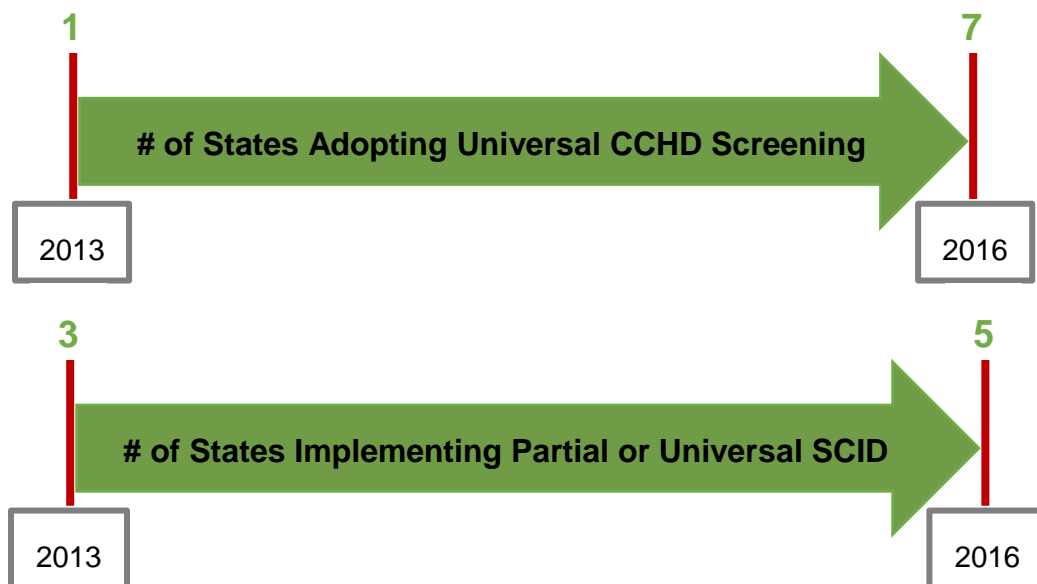 1 7
# of States Adopting Universal CCHD Screening
2013 2016
3 5
# of States Implementing Partial or Universal SCID
2013 2016